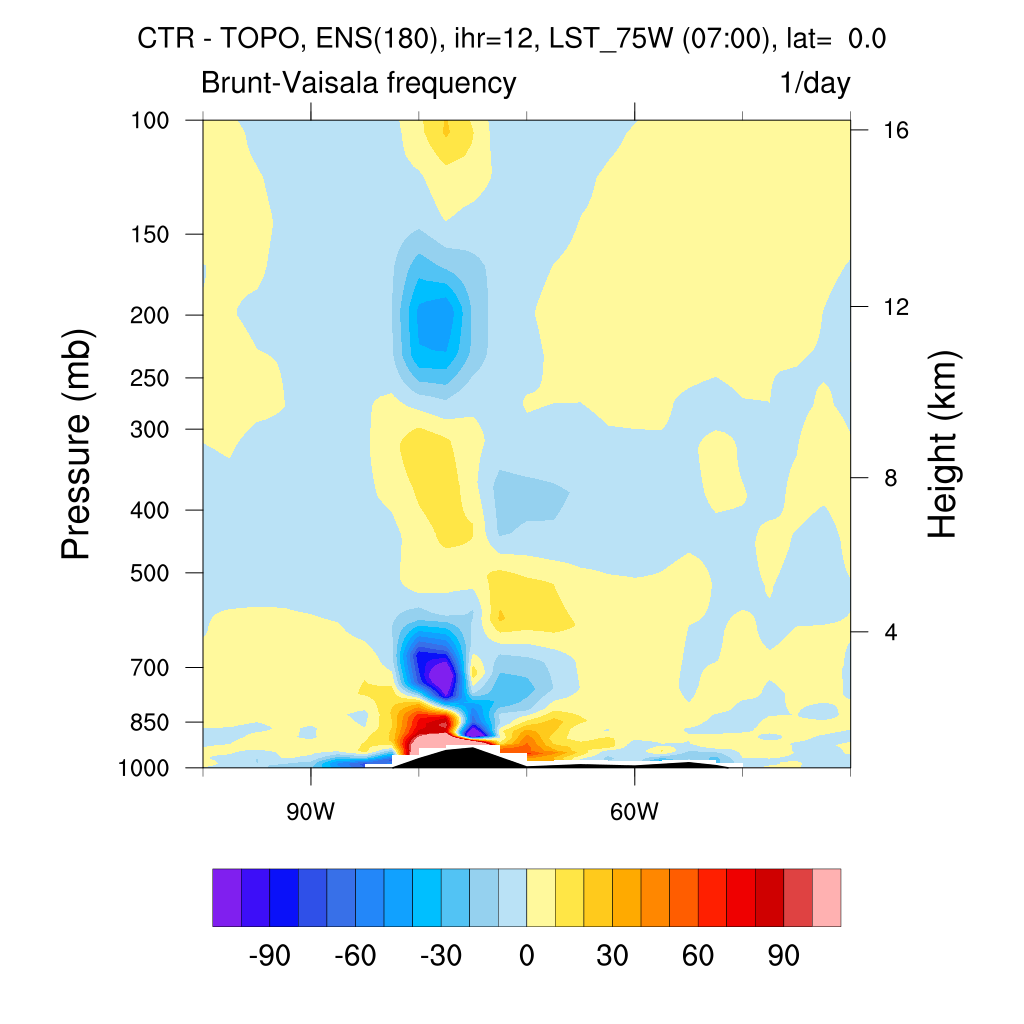 CTR - TOPO, ENS(180), ihr=12, LST_75W (07:00), lat=  0.0
Brunt-Vaisala frequency 1/day
100
150
200
250
300
400
500
700
850
1000
Pressure (mb)
16
12
8
4
Height (km)
90W 60W
-90 -60 -30 0 30 60 90